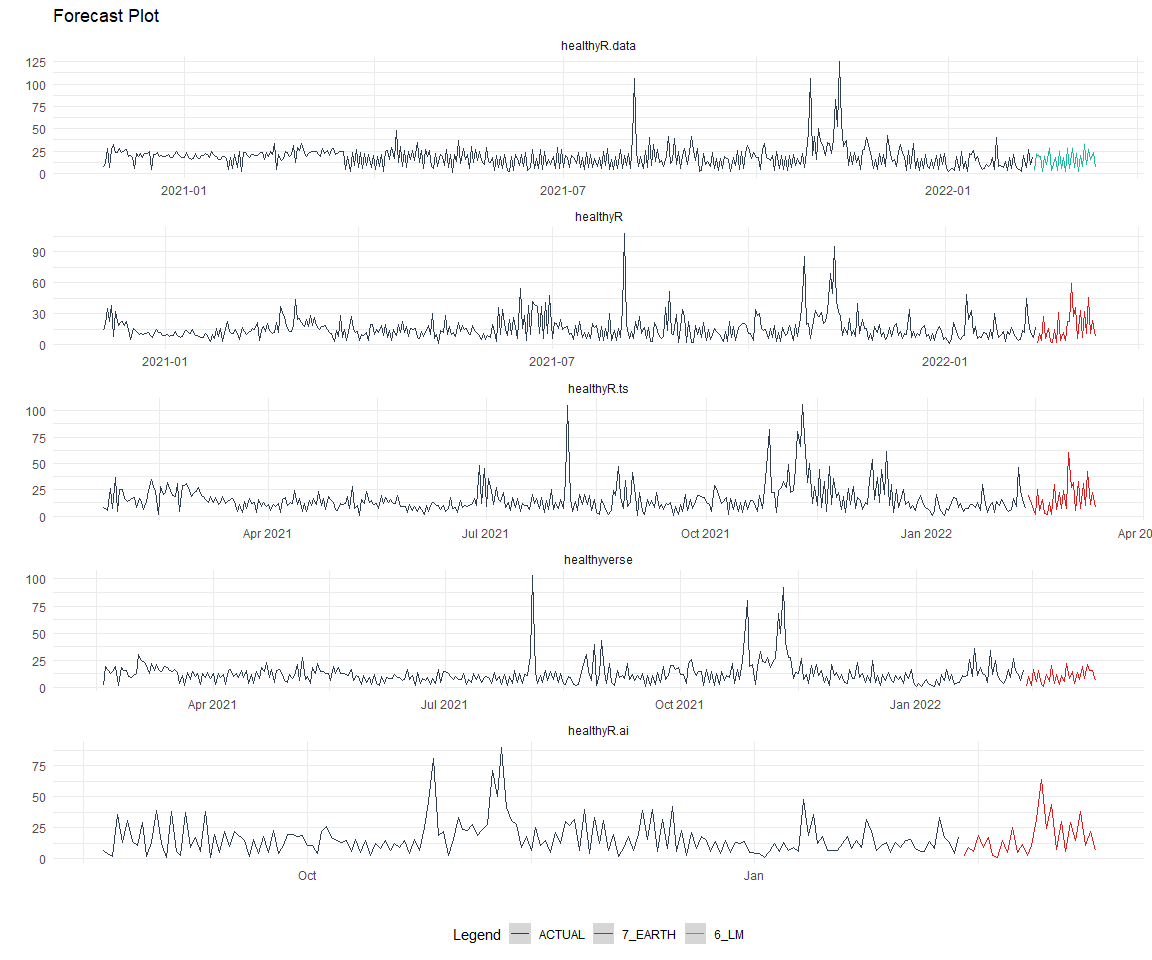 Forecast Plot
healthyR.data
125
100
75
50
25
0
2021-01 2021-07 2022-01
healthyR
90
60
30
0
2021-01 2021-07 2022-01
healthyR.ts
100
75
50
25
0
Apr 2021 Jul 2021 Oct 2021 Jan 2022 Apr 20
healthyverse
100
75
50
25
0
Apr 2021 Jul 2021 Oct 2021 Jan 2022
healthyR.ai
75
50
25
0
Oct Jan
Legend ACTUAL 7_EARTH 6_LM